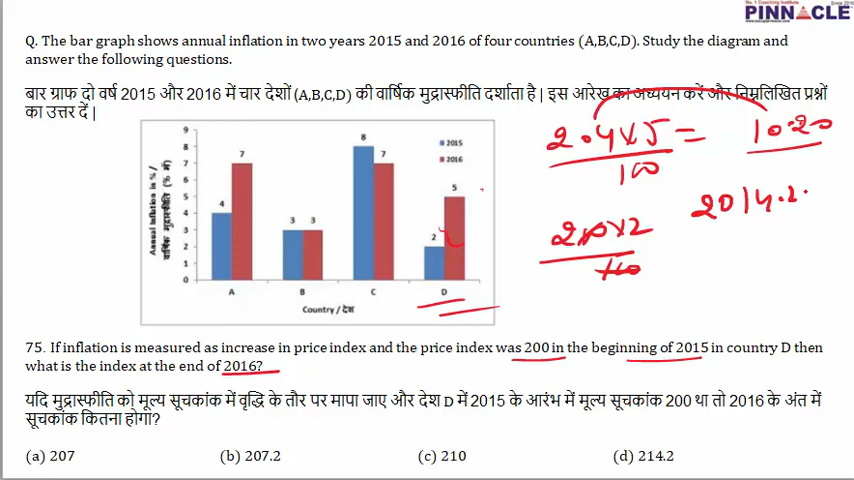 No. 1 Coaching Institute
PINNACLE
Q. The bar graph shows annual inflation in two years 2015 and 2016 of four countries (A,B,C,D). Study the diagram and
answer the following questions.
बार ग्राफ दो वर्ष 2015 और 2016 में चार देशों (A,B,C,D) की वार्षिक मुद्रास्फीति दर्शाता है | इस आरेख का अध्ययन करें और निम्नलिखित प्रश्नों
का उत्तर दें |
Annual Inflation in % /
वार्षिक मुद्रास्फीति (% में)
9
8
7
6
5
4
3
2
1
0
4
7
3
3
8
7
2
5
2015
2016
A
B
C
D
Country / देश
2.04x5 = 10.20
100
2014.2
200x2
100
75. If inflation is measured as increase in price index and the price index was 200 in the beginning of 2015 in country D then
what is the index at the end of 2016?
यदि मुद्रास्फीति को मूल्य सूचकांक में वृद्धि के तौर पर मापा जाए और देश D में 2015 के आरंभ में मूल्य सूचकांक 200 था तो 2016 के अंत में
सूचकांक कितना होगा?
(a) 207
(b) 207.2
(c) 210
(d) 214.2